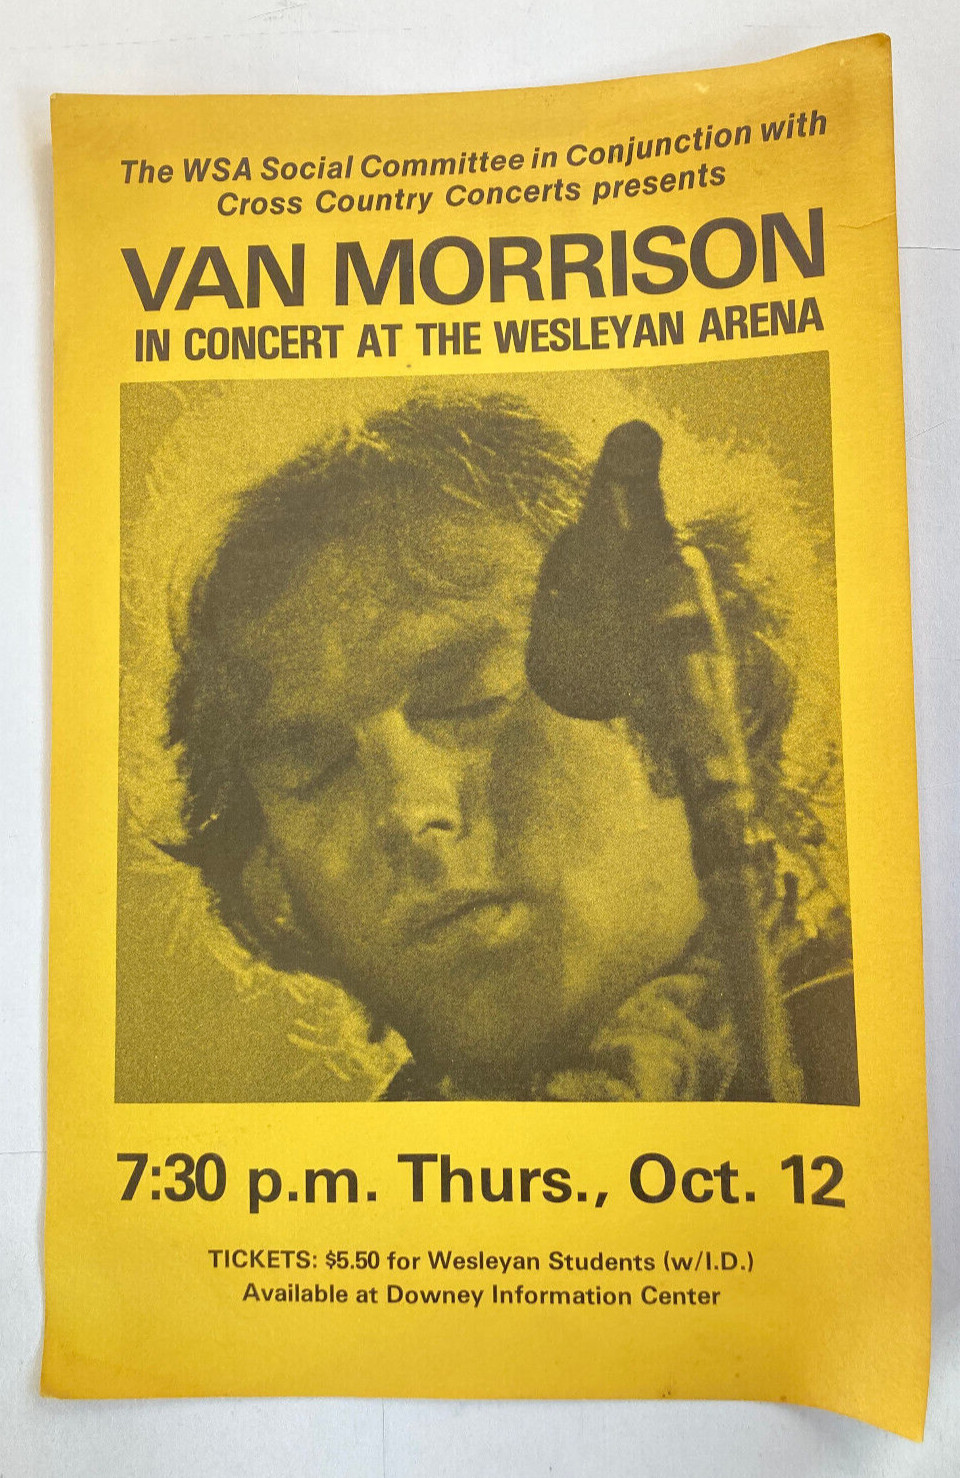 The WSA Social Committee in Conjunction with
Cross Country Concerts presents
VAN MORRISON
IN CONCERT AT THE WESLEYAN ARENA
7:30 p.m. Thurs., Oct. 12
TICKETS: $5.50 for Wesleyan Students (w/I.D.)
Available at Downey Information Center